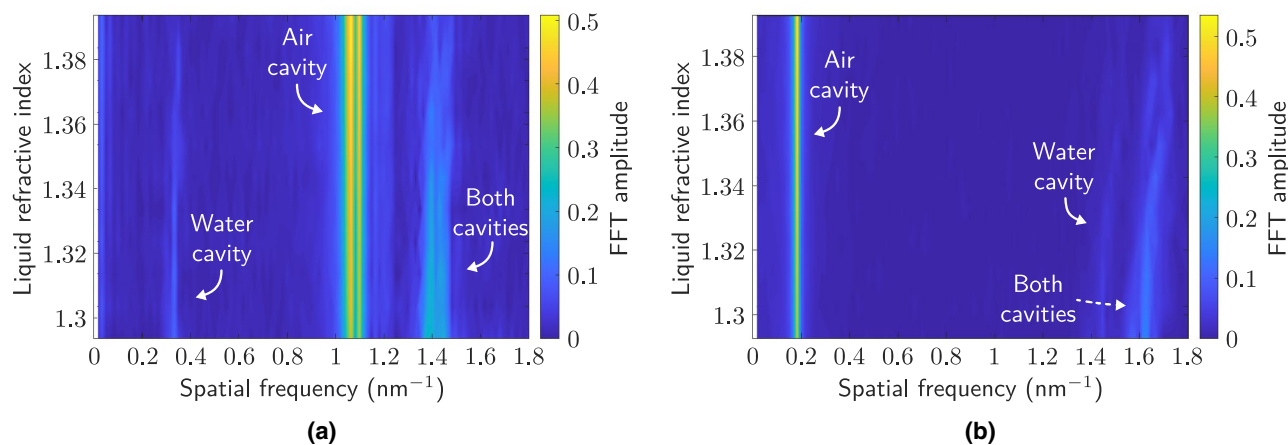 Liquid refractive index
1.38
1.36
1.34
1.32
1.3
Air
cavity
Water
cavity
Both
cavities
0 0.2 0.4 0.6 0.8 1.0 1.2 1.4 1.6 1.8
Spatial frequency (nm⁻¹)
0.5
0.4
0.3
0.2
0.1
0
FFT amplitude
(a)
Liquid refractive index
1.38
1.36
1.34
1.32
1.3
Air
cavity
Water
cavity
Both
cavities
0 0.2 0.4 0.6 0.8 1 1.2 1.4 1.6 1.8
Spatial frequency (nm⁻¹)
0.5
0.4
0.3
0.2
0.1
0
FFT amplitude
(b)